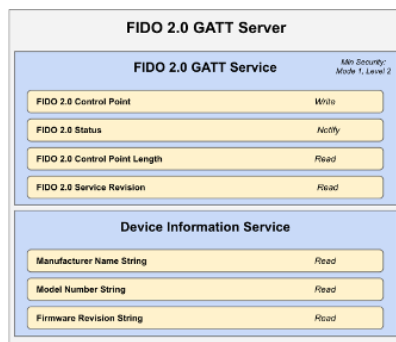 FIDO 2.0 GATT Server
FIDO 2.0 GATT Service
Min Security:
Mode 1, Level 2
FIDO 2.0 Control Point Write
FIDO 2.0 Status Notify
FIDO 2.0 Control Point Length Read
FIDO 2.0 Service Revision Read
Device Information Service
Manufacturer Name String Read
Model Number String Read
Firmware Revision String Read